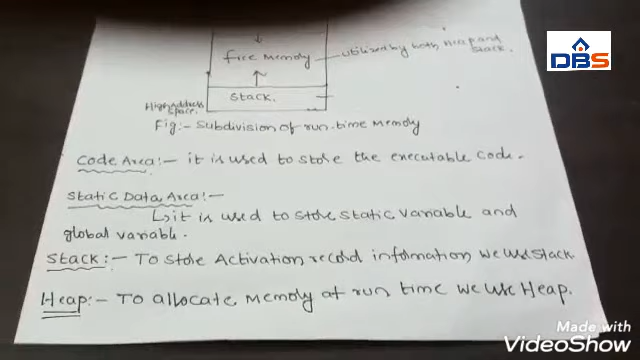 free Memory
utilized by both Heap and
Stack.
DBS
Stack.
High Address
Space.
Fig:- Subdivision of run-time Memory
Code Area:- it is used to store the executable code.
Static Data Area:-
it is used to store static variable and
global variable.
Stack:- To store Activation record information we use Stack
Heap:- To allocate Memory at run time we use Heap.
Made with
VideoShow